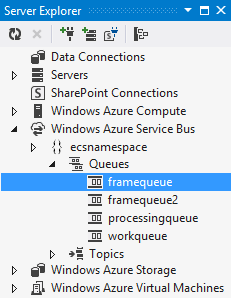 Server Explorer
Data Connections
Servers
SharePoint Connections
Windows Azure Compute
Windows Azure Service Bus
ecsnamespace
Queues
framequeue
framequeue2
processingqueue
workqueue
Topics
Windows Azure Storage
Windows Azure Virtual Machines